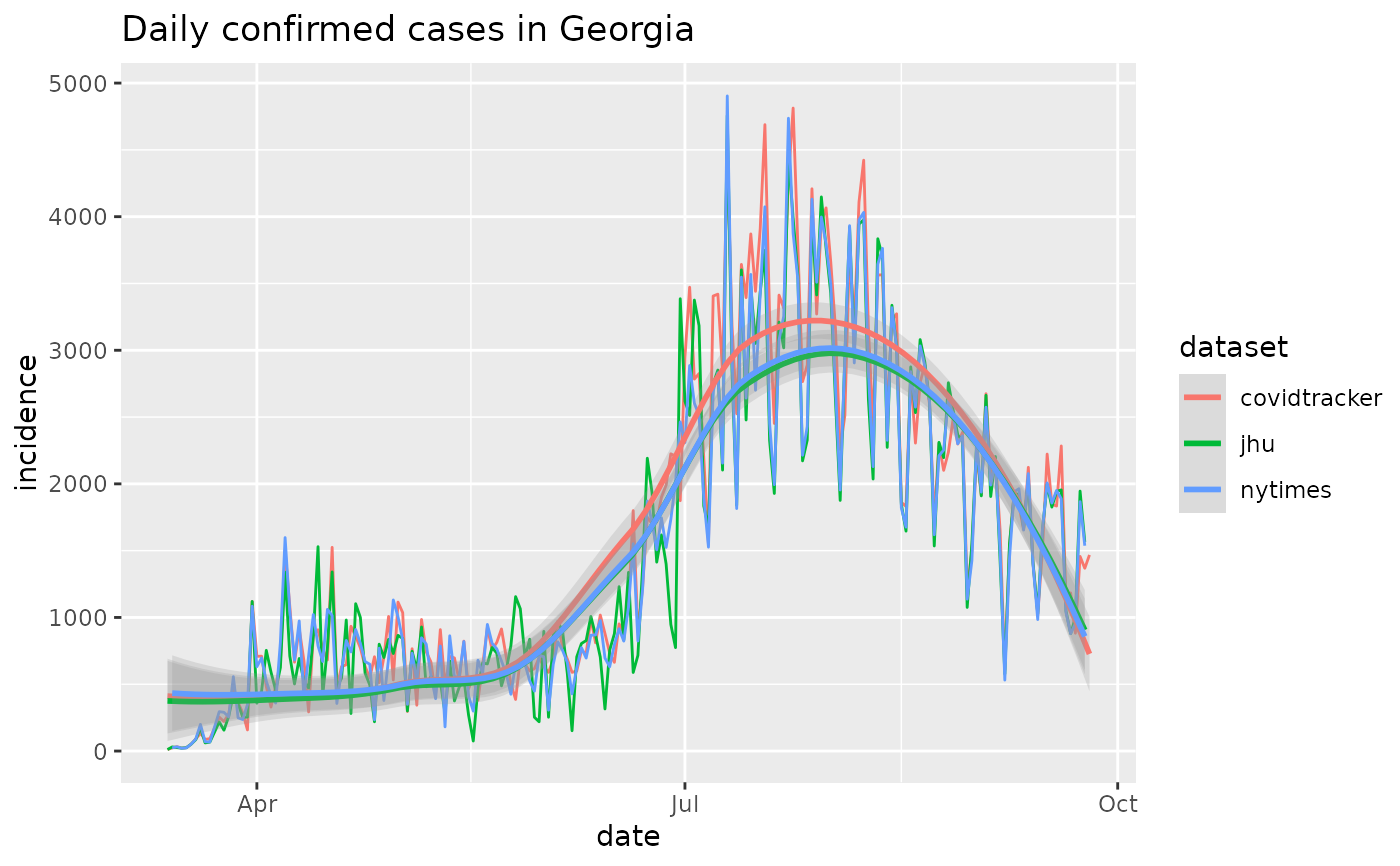 Daily confirmed cases in Georgia
5000
4000
3000
2000
1000
0
incidence
Apr
Jul
Oct
date
dataset
covidtracker
jhu
nytimes